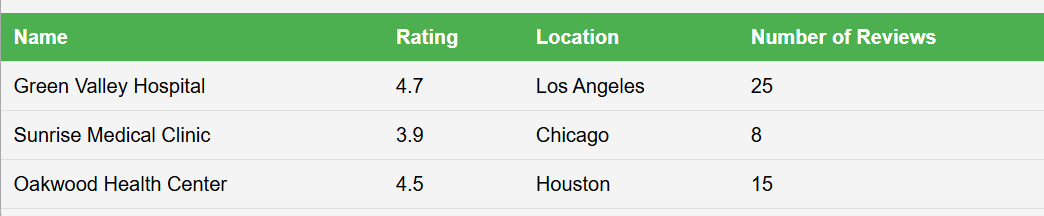 Name Rating Location Number of Reviews
Green Valley Hospital 4.7 Los Angeles 25
Sunrise Medical Clinic 3.9 Chicago 8
Oakwood Health Center 4.5 Houston 15